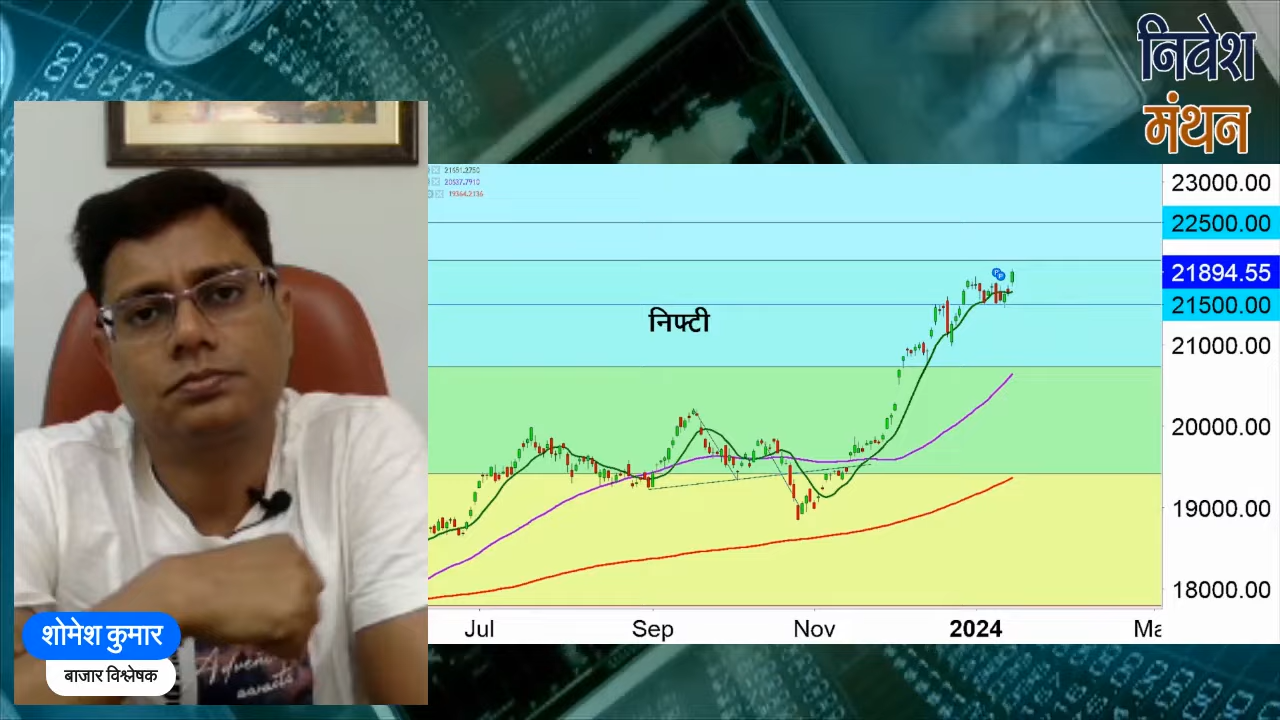 निवेश
मंथन
21894.55
23000.00
22500.00
21500.00
21000.00
20000.00
19000.00
18000.00
निफ्टी
Jul
Sep
Nov
2024
Ma
शोमेश कुमार
बाजार विश्लेषक